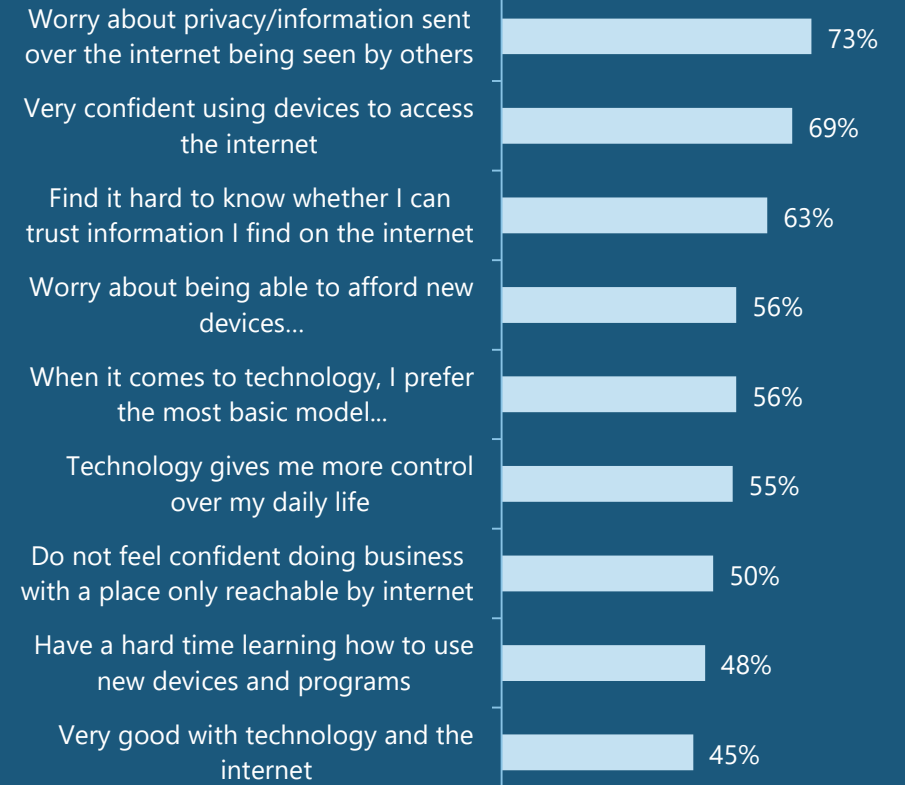 Worry about privacy/information sent
over the internet being seen by others
73%
Very confident using devices to access
the internet
69%
Find it hard to know whether I can
trust information I find on the internet
63%
Worry about being able to afford new
devices...
56%
When it comes to technology, I prefer
the most basic model...
56%
Technology gives me more control
over my daily life
55%
Do not feel confident doing business
with a place only reachable by internet
50%
Have a hard time learning how to use
new devices and programs
48%
Very good with technology and the
internet
45%